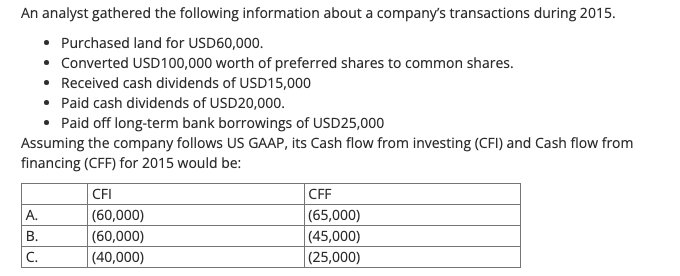 An analyst gathered the following information about a company's transactions during 2015.
• Purchased land for USD60,000.
• Converted USD100,000 worth of preferred shares to common shares.
• Received cash dividends of USD15,000
• Paid cash dividends of USD20,000.
• Paid off long-term bank borrowings of USD25,000
Assuming the company follows US GAAP, its Cash flow from investing (CFI) and Cash flow from
financing (CFF) for 2015 would be:
CFI CFF
A. (60,000) (65,000)
B. (60,000) (45,000)
C. (40,000) (25,000)